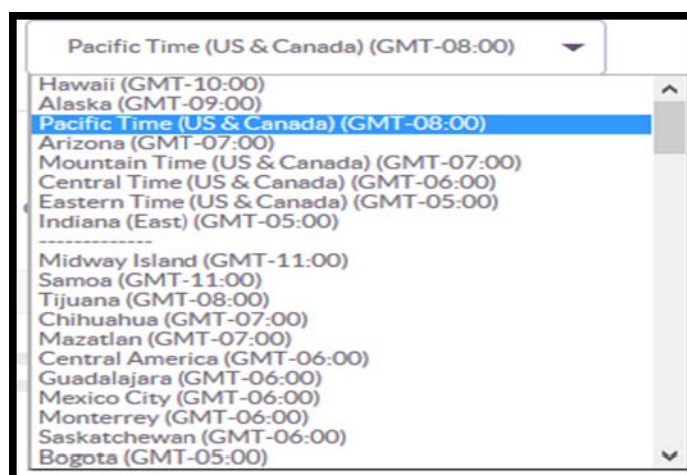 Pacific Time (US & Canada) (GMT-08:00)
Hawaii (GMT-10:00)
Alaska (GMT-09:00)
Pacific Time (US & Canada) (GMT-08:00)
Arizona (GMT-07:00)
Mountain Time (US & Canada) (GMT-07:00)
Central Time (US & Canada) (GMT-06:00)
Eastern Time (US & Canada) (GMT-05:00)
Indiana (East) (GMT-05:00)
-------------
Midway Island (GMT-11:00)
Samoa (GMT-11:00)
Tijuana (GMT-08:00)
Chihuahua (GMT-07:00)
Mazatlan (GMT-07:00)
Central America (GMT-06:00)
Guadalajara (GMT-06:00)
Mexico City (GMT-06:00)
Monterrey (GMT-06:00)
Saskatchewan (GMT-06:00)
Bogota (GMT-05:00)